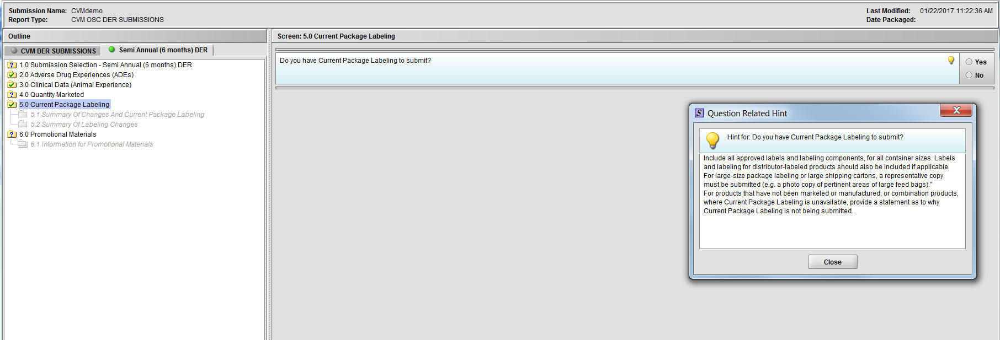 Submission Name: CVMdemo
Last Modified: 01/22/2017 11:22:36 AM
Report Type: CVM OSC DER SUBMISSIONS
Date Packaged:
Outline
CVM DER SUBMISSIONS
Semi Annual (6 months) DER
1.0 Submission Selection - Semi Annual (6 months) DER
2.0 Adverse Drug Experiences (ADEs)
3.0 Clinical Data (Animal Experience)
4.0 Quantity Marketed
5.0 Current Package Labeling
5.1 Summary Of Changes And Current Package Labeling
5.2 Summary Of Labeling Changes
6.0 Promotional Materials
6.1 Information for Promotional Materials
Screen: 5.0 Current Package Labeling
Do you have Current Package Labeling to submit?
Yes
No
S Question Related Hint
X
Hint for: Do you have Current Package Labeling to submit?
Include all approved labels and labeling components, for all container sizes. Labels
and labeling for distributor-labeled products should also be included if applicable.
For large-size package labeling or large shipping cartons, a representative copy
must be submitted (e.g. a photo copy of pertinent areas of large feed bags)."
For products that have not been marketed or manufactured, or combination products,
where Current Package Labeling is unavailable, provide a statement as to why
Current Package Labeling is not being submitted.
Close